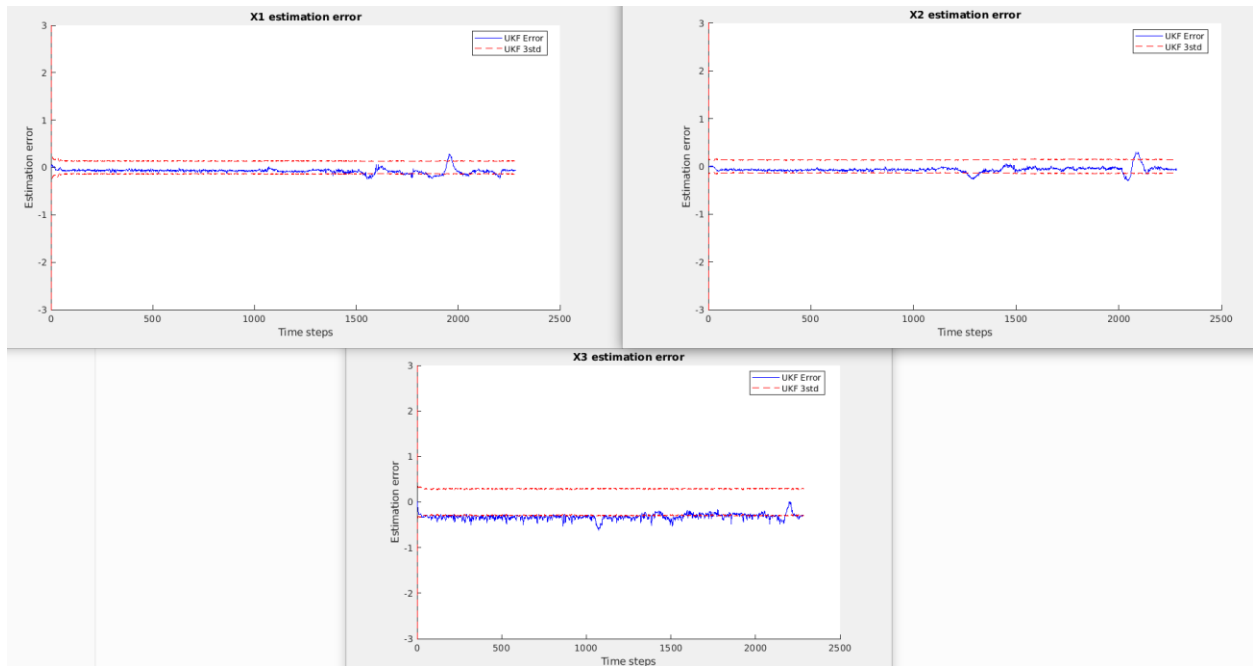 X1 estimation error
3
2
1
0
-1
-2
-3
Estimation error
UKF Error
UKF 3std
0
500
1000
1500
2000
2500
Time steps
X2 estimation error
3
2
1
0
-1
-2
-3
Estimation error
UKF Error
UKF 3std
0
500
1000
1500
2000
2500
Time steps
X3 estimation error
3
2
1
0
-1
-2
-3
Estimation error
UKF Error
UKF 3std
0
500
1000
1500
2000
2500
Time steps